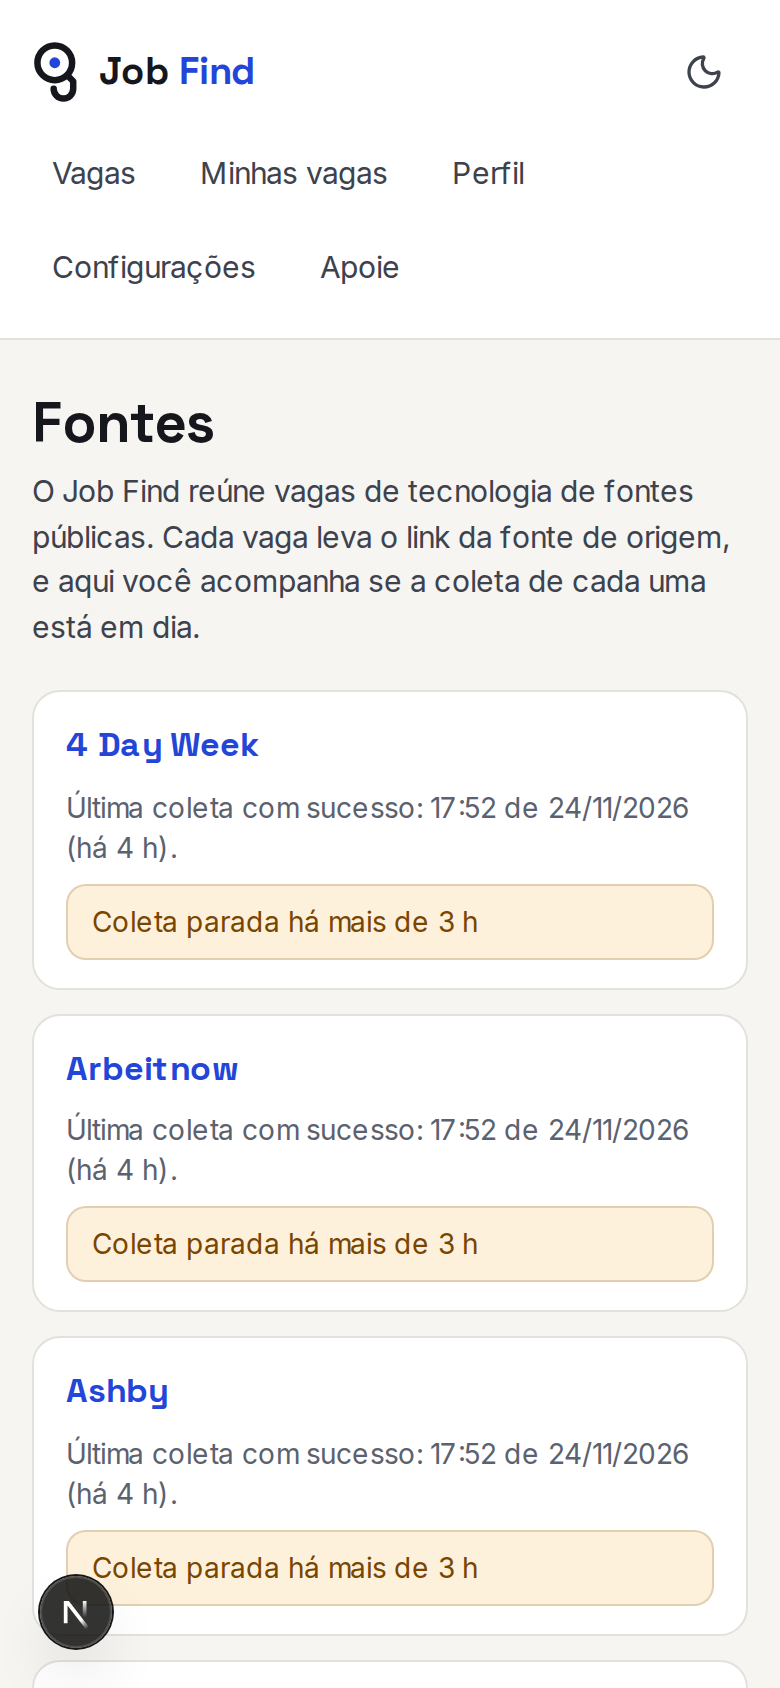 Job Find
Vagas Minhas vagas Perfil
Configurações Apoie
Fontes
O Job Find reúne vagas de tecnologia de fontes
públicas. Cada vaga leva o link da fonte de origem,
e aqui você acompanha se a coleta de cada uma
está em dia.
4 Day Week
Última coleta com sucesso: 17:52 de 24/11/2026
(há 4 h).
Coleta parada há mais de 3 h
Arbeitnow
Última coleta com sucesso: 17:52 de 24/11/2026
(há 4 h).
Coleta parada há mais de 3 h
Ashby
Última coleta com sucesso: 17:52 de 24/11/2026
(há 4 h).
Coleta parada há mais de 3 h
N